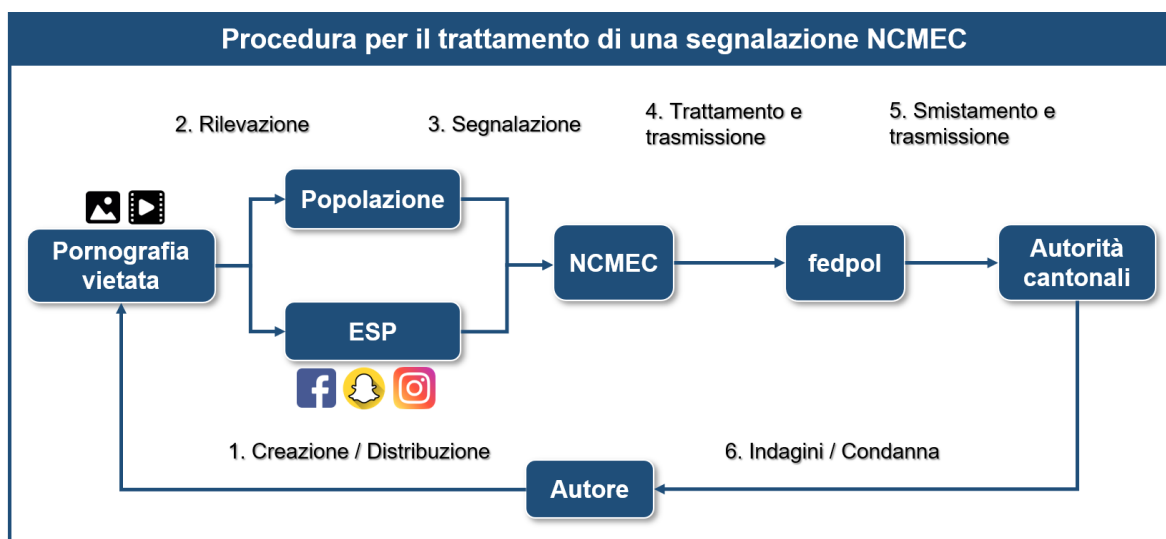 Procedura per il trattamento di una segnalazione NCMEC
2. Rilevazione
3. Segnalazione
4. Trattamento e
trasmissione
5. Smistamento e
trasmissione
Popolazione
Pornografia
vietata
NCMEC
fedpol
Autorità
cantonali
ESP
1. Creazione / Distribuzione
6. Indagini / Condanna
Autore